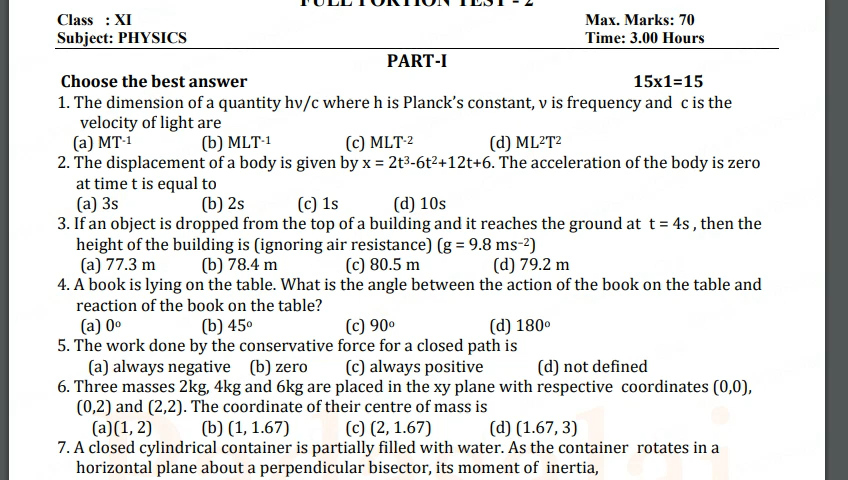 FULL PORTION TEST - 2
Class : XI Max. Marks: 70
Subject: PHYSICS Time: 3.00 Hours
PART-I
Choose the best answer 15x1=15
1. The dimension of a quantity hν/c where h is Planck's constant, ν is frequency and c is the
velocity of light are
(a) MT⁻¹ (b) MLT⁻¹ (c) MLT⁻² (d) ML²T²
2. The displacement of a body is given by x = 2t³-6t²+12t+6. The acceleration of the body is zero
at time t is equal to
(a) 3s (b) 2s (c) 1s (d) 10s
3. If an object is dropped from the top of a building and it reaches the ground at t = 4s , then the
height of the building is (ignoring air resistance) (g = 9.8 ms⁻²)
(a) 77.3 m (b) 78.4 m (c) 80.5 m (d) 79.2 m
4. A book is lying on the table. What is the angle between the action of the book on the table and
reaction of the book on the table?
(a) 0⁰ (b) 45⁰ (c) 90⁰ (d) 180⁰
5. The work done by the conservative force for a closed path is
(a) always negative (b) zero (c) always positive (d) not defined
6. Three masses 2kg, 4kg and 6kg are placed in the xy plane with respective coordinates (0,0),
(0,2) and (2,2). The coordinate of their centre of mass is
(a)(1, 2) (b) (1, 1.67) (c) (2, 1.67) (d) (1.67, 3)
7. A closed cylindrical container is partially filled with water. As the container rotates in a
horizontal plane about a perpendicular bisector, its moment of inertia,